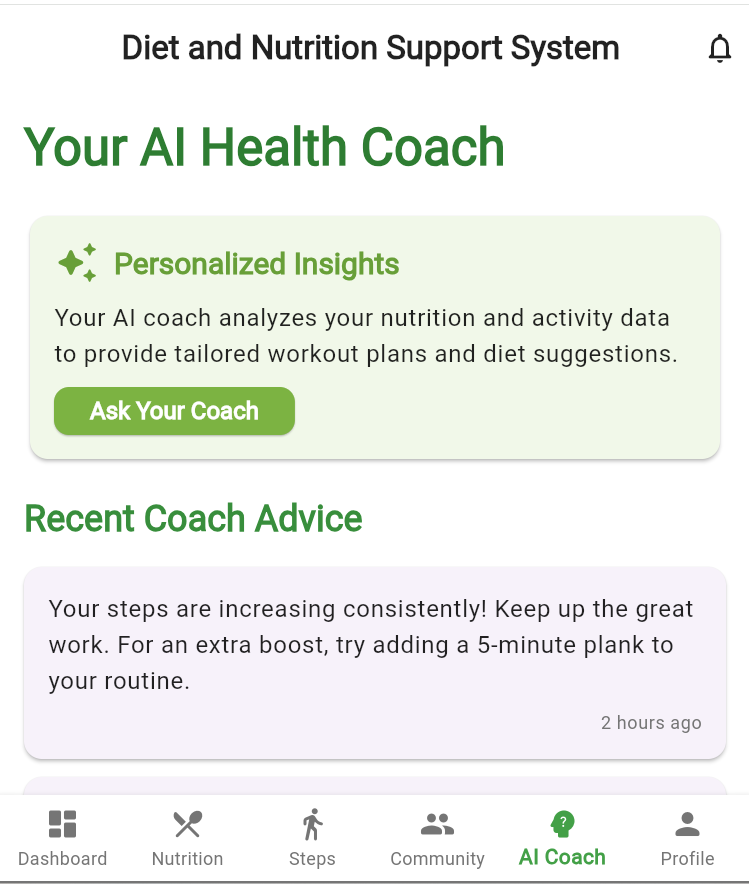 Diet and Nutrition Support System
Your AI Health Coach
Personalized Insights
Your AI coach analyzes your nutrition and activity data
to provide tailored workout plans and diet suggestions.
Ask Your Coach
Recent Coach Advice
Your steps are increasing consistently! Keep up the great
work. For an extra boost, try adding a 5-minute plank to
your routine.
2 hours ago
?
Dashboard Nutrition Steps Community AI Coach Profile